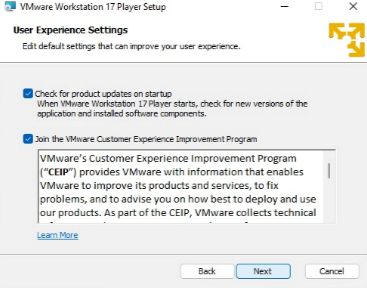 VMware Workstation 17 Player Setup
User Experience Settings
Edit default settings that can improve your user experience.
Check for product updates on startup
When VMware Workstation 17 Player starts, check for new versions of the
application and installed software components.
Join the VMware Customer Experience Improvement Program
VMware's Customer Experience Improvement Program
("CEIP") provides VMware with information that enables
VMware to improve its products and services, to fix
problems, and to advise you on how best to deploy and use
our products. As part of the CEIP, VMware collects technical
Learn More
Back Next Cancel